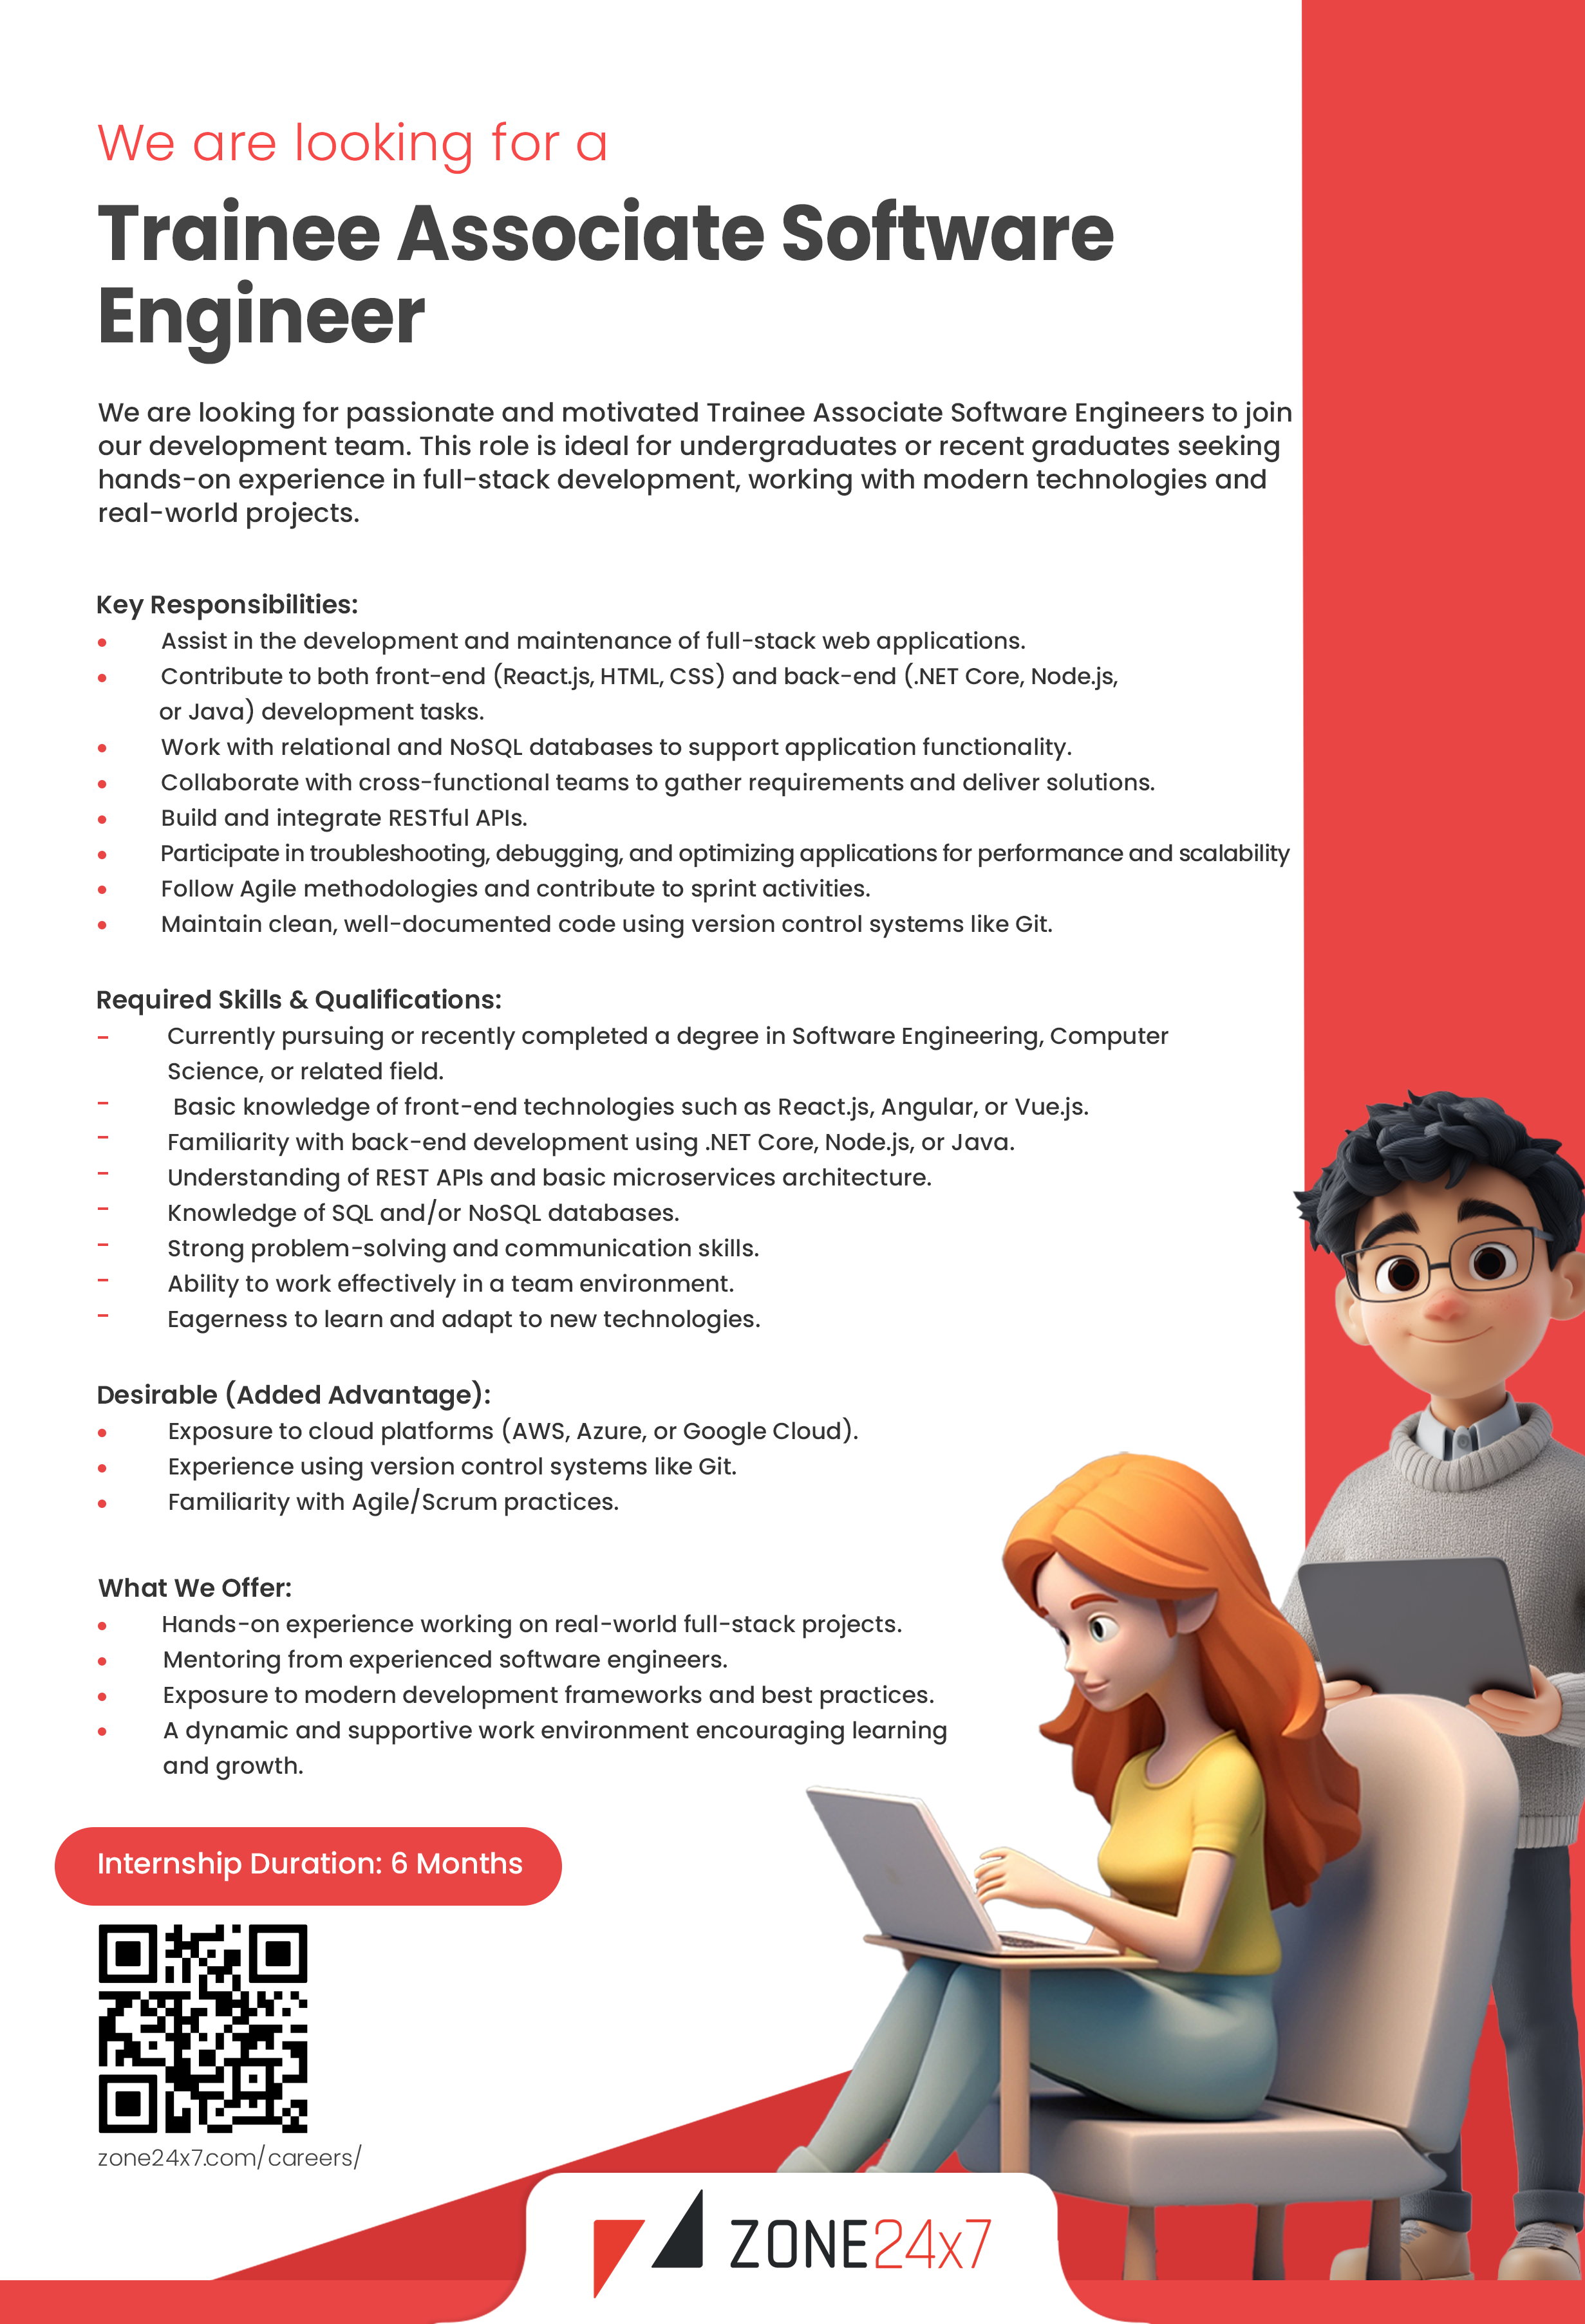 We are looking for a
Trainee Associate Software
Engineer
We are looking for passionate and motivated Trainee Associate Software Engineers to join
our development team. This role is ideal for undergraduates or recent graduates seeking
hands-on experience in full-stack development, working with modern technologies and
real-world projects.
Key Responsibilities:
• Assist in the development and maintenance of full-stack web applications.
• Contribute to both front-end (React.js, HTML, CSS) and back-end (.NET Core, Node.js,
or Java) development tasks.
• Work with relational and NoSQL databases to support application functionality.
• Collaborate with cross-functional teams to gather requirements and deliver solutions.
• Build and integrate RESTful APIs.
• Participate in troubleshooting, debugging, and optimizing applications for performance and scalability
• Follow Agile methodologies and contribute to sprint activities.
• Maintain clean, well-documented code using version control systems like Git.
Required Skills & Qualifications:
- Currently pursuing or recently completed a degree in Software Engineering, Computer
Science, or related field.
- Basic knowledge of front-end technologies such as React.js, Angular, or Vue.js.
- Familiarity with back-end development using .NET Core, Node.js, or Java.
- Understanding of REST APIs and basic microservices architecture.
- Knowledge of SQL and/or NoSQL databases.
- Strong problem-solving and communication skills.
- Ability to work effectively in a team environment.
- Eagerness to learn and adapt to new technologies.
Desirable (Added Advantage):
• Exposure to cloud platforms (AWS, Azure, or Google Cloud).
• Experience using version control systems like Git.
• Familiarity with Agile/Scrum practices.
What We Offer:
• Hands-on experience working on real-world full-stack projects.
• Mentoring from experienced software engineers.
• Exposure to modern development frameworks and best practices.
• A dynamic and supportive work environment encouraging learning
and growth.
Internship Duration: 6 Months
zone24x7.com/careers/
ZONE24x7